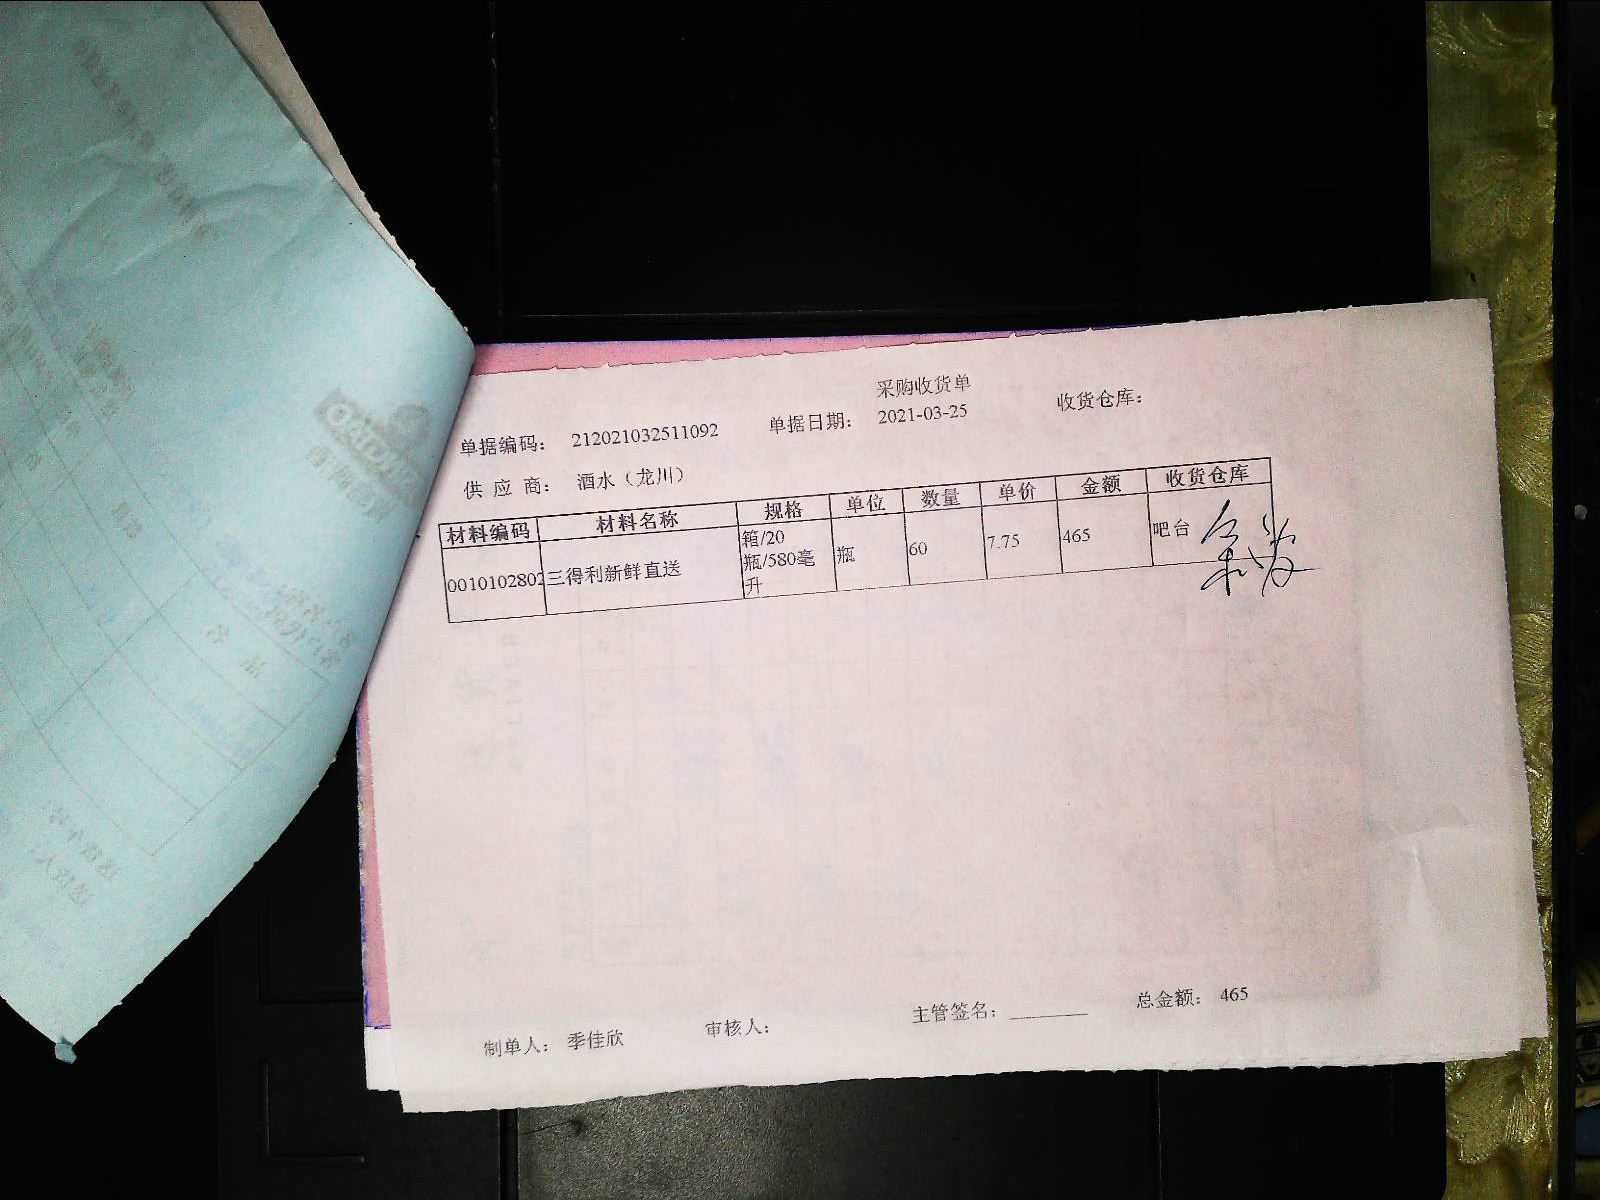 采购收货单
单据编码： 212021032511092 单据日期： 2021-03-25 收货仓库：
供 应 商： 酒水（龙川）
材料编码 材料名称 规格 单位 数量 单价 金额 收货仓库
0010102802 三得利新鲜直送 箱/20瓶/580毫升 瓶 60 7.75 465 吧台
制单人： 季佳欣 审核人： 主管签名：________ 总金额： 465